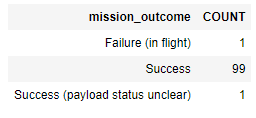 mission_outcome COUNT
Failure (in flight) 1
Success 99
Success (payload status unclear) 1